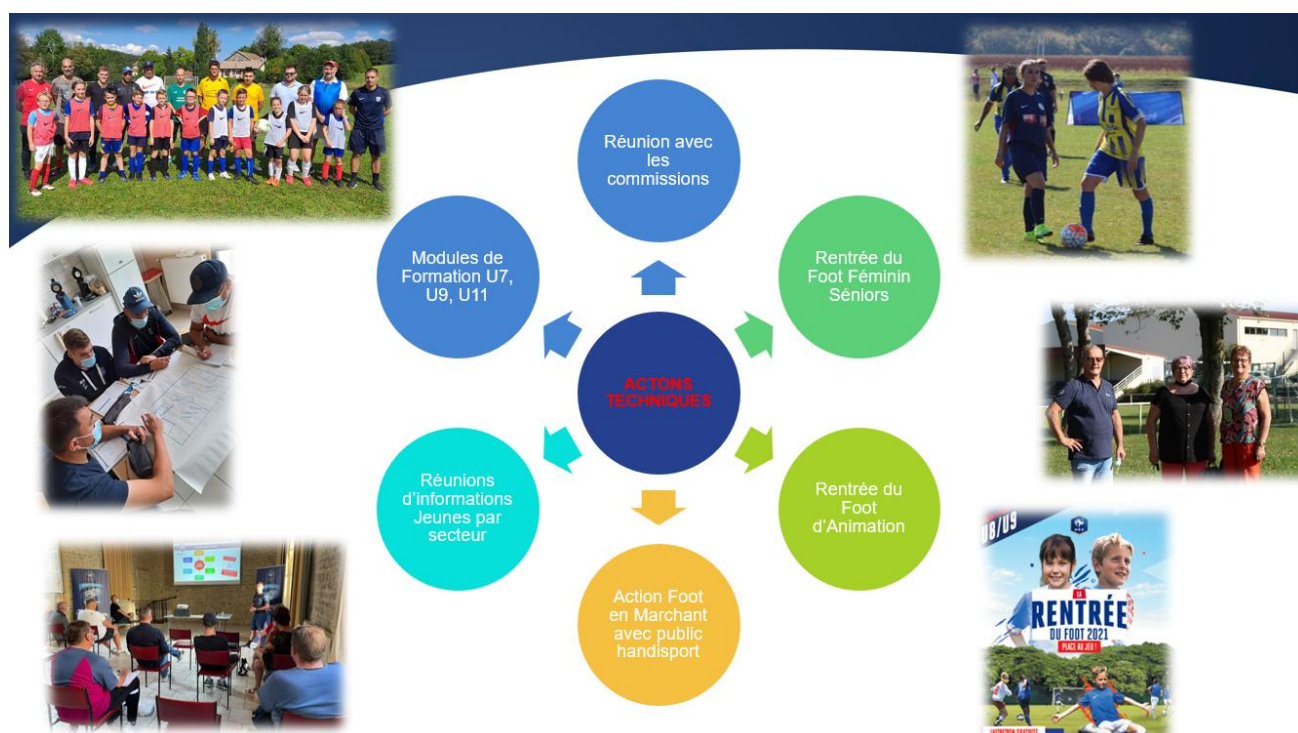 Réunion avec
les
commissions
Modules de
Formation U7,
U9, U11
Rentrée du
Foot Féminin
Séniors
ACTONS
TECHNIQUES
Réunions
d'informations
Jeunes par
secteur
Rentrée du
Foot
d'Animation
Action Foot
en Marchant
avec public
handisport
U8/U9
LA
RENTRÉE
DU FOOT 2021
PLACE AU JEU !